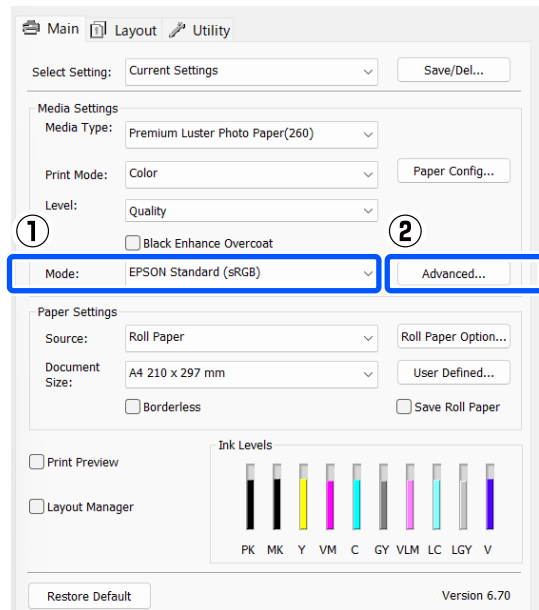 Main Layout Utility
Select Setting: Current Settings Save/Del...
Media Settings
Media Type: Premium Luster Photo Paper(260)
Print Mode: Color Paper Config...
Level: Quality
① ②
Black Enhance Overcoat
Mode: EPSON Standard (sRGB) Advanced...
Paper Settings
Source: Roll Paper Roll Paper Option...
Document
Size: A4 210 x 297 mm User Defined...
Borderless Save Roll Paper
Ink Levels
Print Preview
Layout Manager
PK MK Y VM C GY VLM LC LGY V
Restore Default Version 6.70